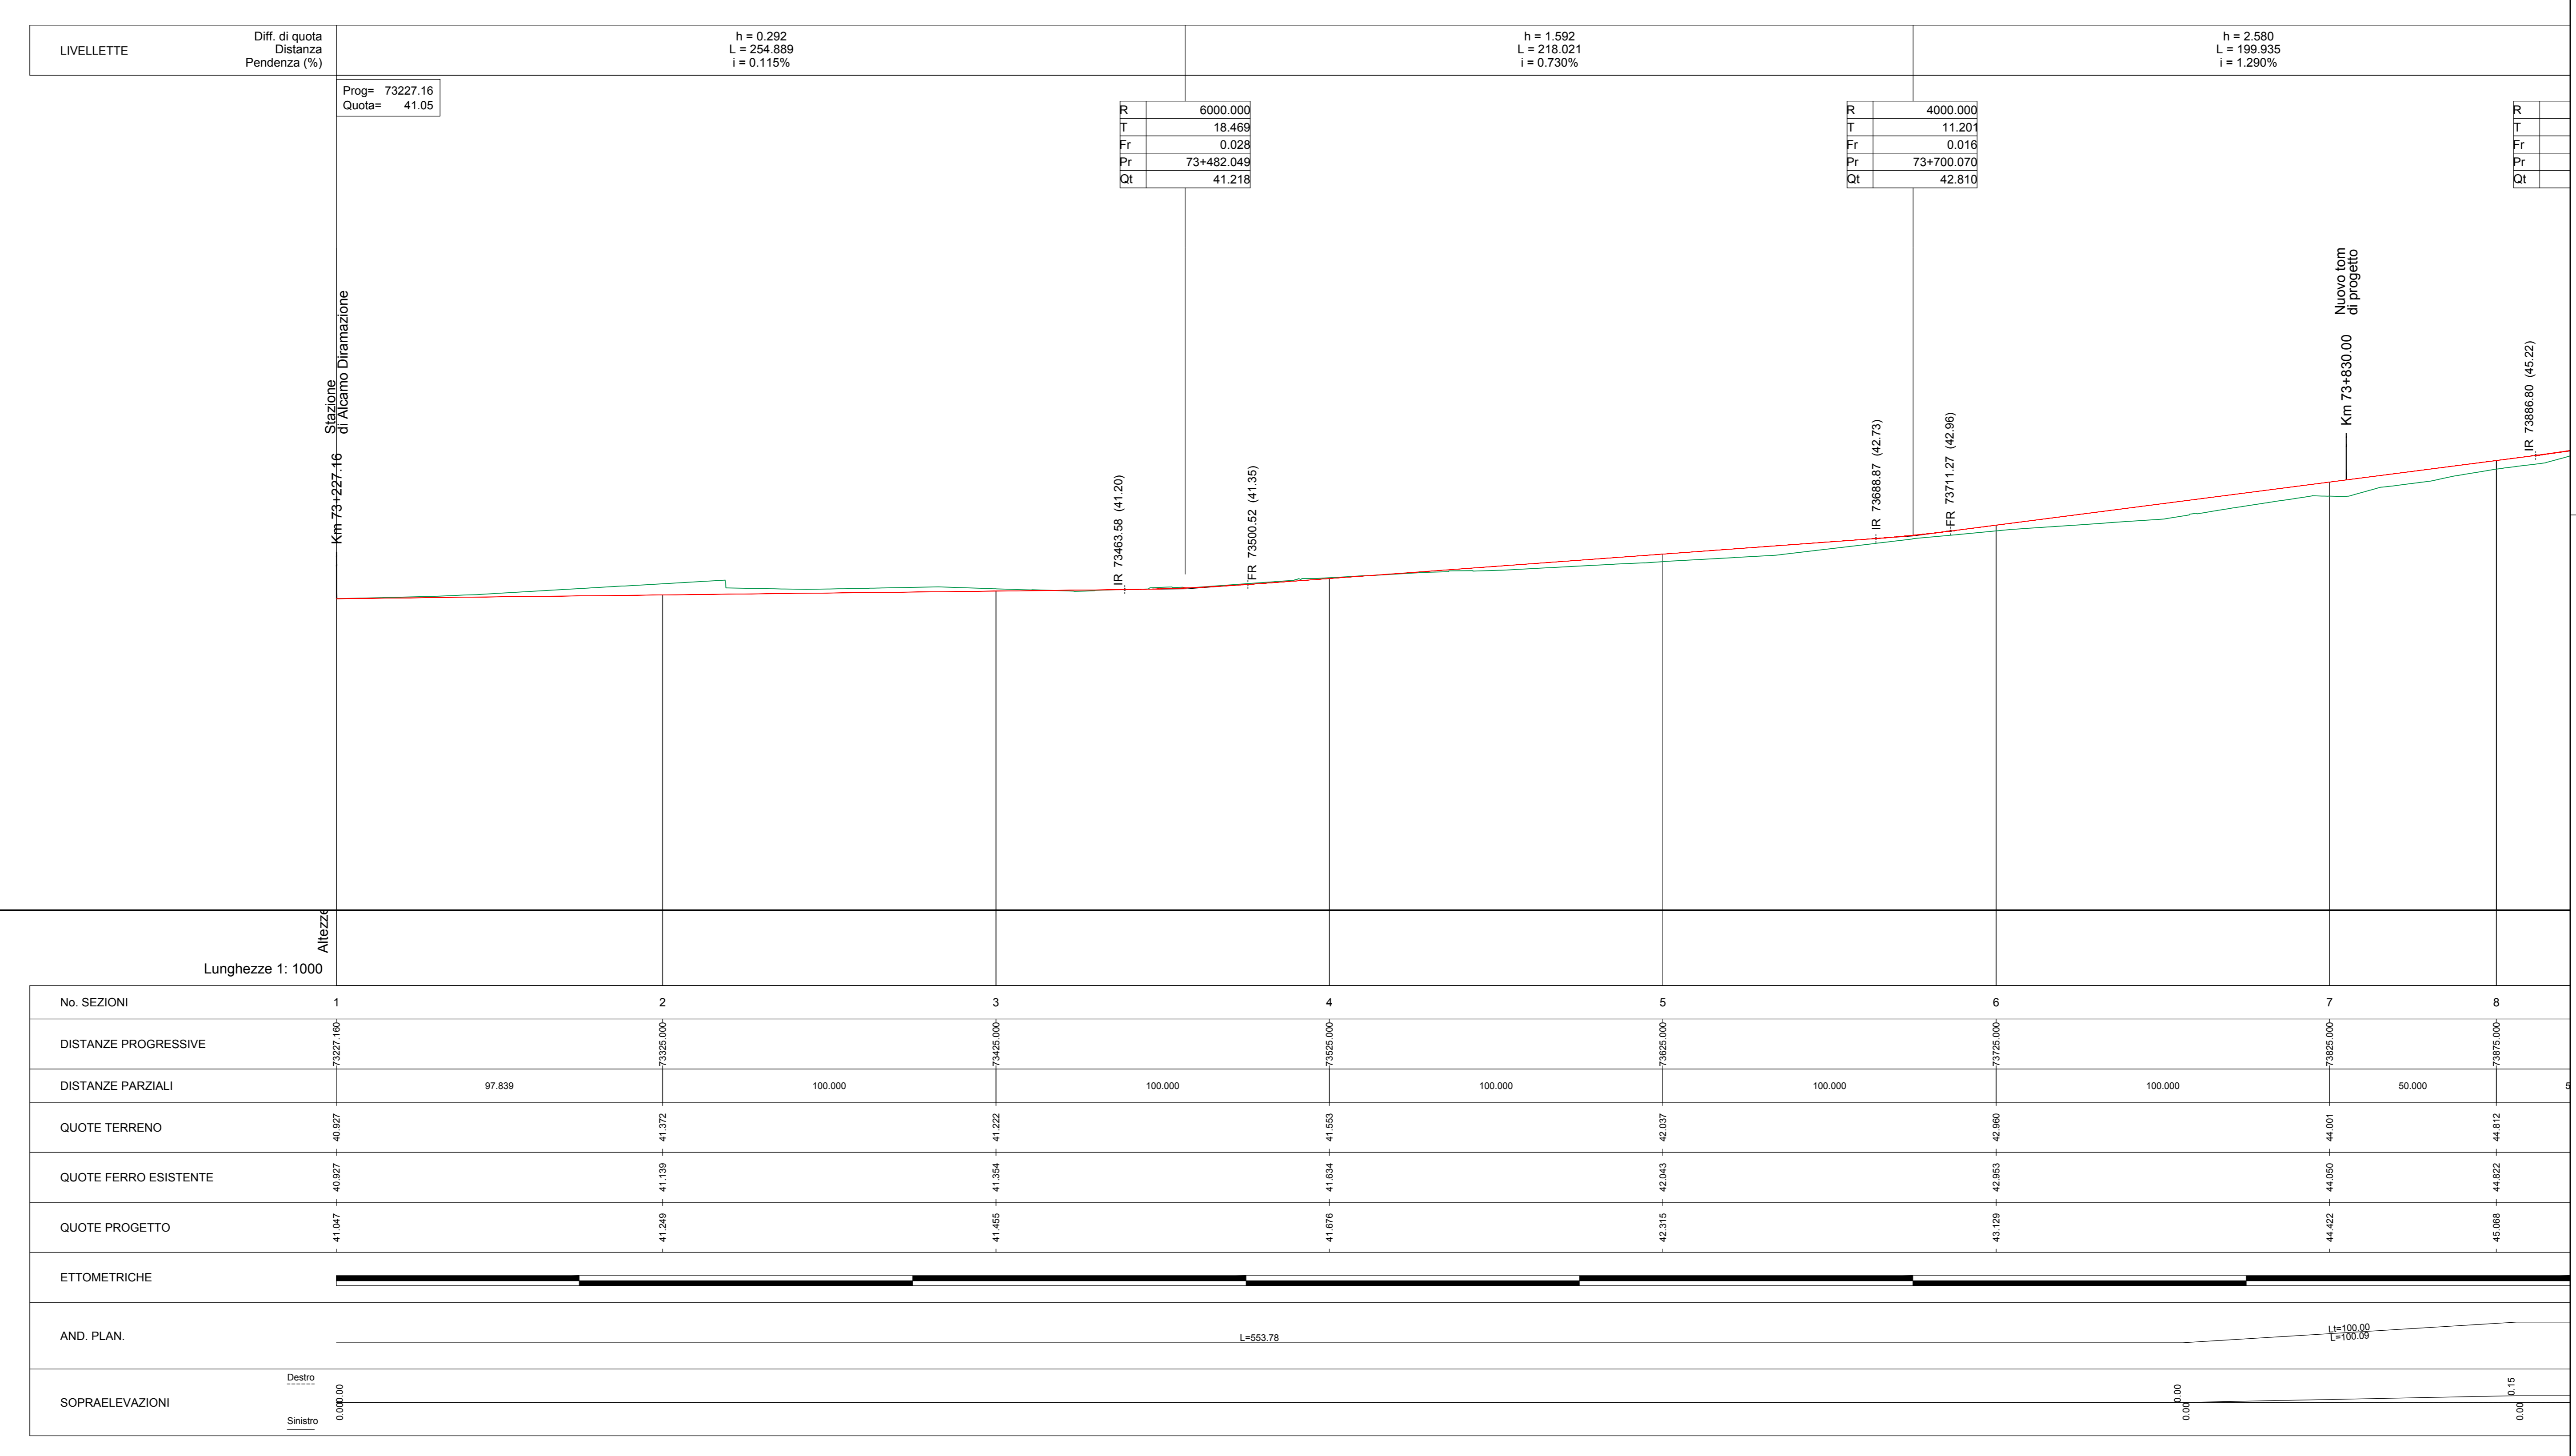 LIVELLETTE
Diff. di quota
Distanza
Pendenza (%)
h = 0.292
L = 254.889
i = 0.115%
h = 1.592
L = 218.021
i = 0.730%
h = 2.580
L = 199.935
i = 1.290%
Prog= 73227.16
Quota= 41.05
R 6000.000
T 18.469
Fr 0.028
Pr 73+482.049
Qt 41.218
R 4000.000
T 11.201
Fr 0.016
Pr 73+700.070
Qt 42.810
R
T
Fr
Pr
Qt
Stazione
di Alcamo Diramazione
Km 73+227.16
IR 73463.58 (41.20)
FR 73500.52 (41.35)
IR 73688.87 (42.73)
FR 73711.27 (42.96)
Nuovo tom
di progetto
Km 73+830.00
IR 73886.80 (45.22)
Altezze
Lunghezze 1: 1000
No. SEZIONI 1 2 3 4 5 6 7 8
DISTANZE PROGRESSIVE 73227.160 73325.000 73425.000 73525.000 73625.000 73725.000 73825.000 73875.000
DISTANZE PARZIALI 97.839 100.000 100.000 100.000 100.000 100.000 50.000 5
QUOTE TERRENO 40.927 41.372 41.222 41.553 42.037 42.960 44.001 44.812
QUOTE FERRO ESISTENTE 40.927 41.139 41.354 41.634 42.043 42.953 44.050 44.822
QUOTE PROGETTO 41.047 41.249 41.455 41.676 42.315 43.129 44.422 45.068
ETTOMETRICHE
AND. PLAN. L=553.78
Lt=100.00
L=100.09
SOPRAELEVAZIONI
Destro
Sinistro
0.00 0.00 0.00 0.00 0.15 0.00